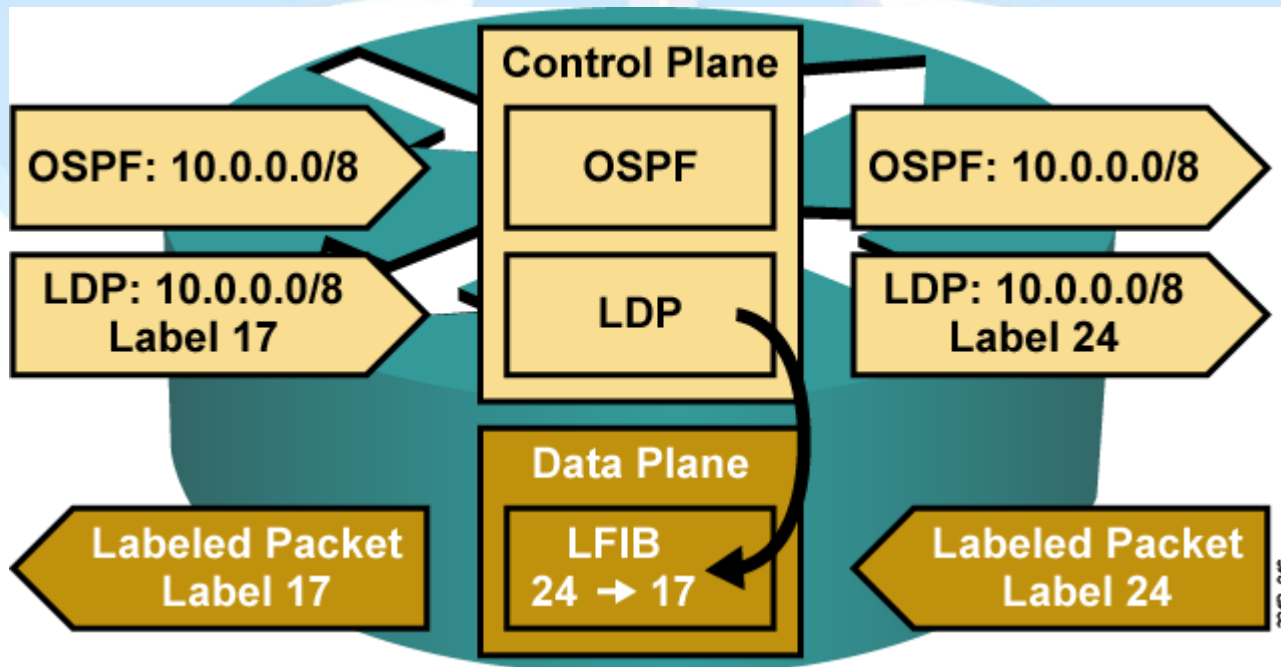 Control Plane
OSPF: 10.0.0.0/8
OSPF
OSPF: 10.0.0.0/8
LDP: 10.0.0.0/8
Label 17
LDP
LDP: 10.0.0.0/8
Label 24
Data Plane
Labeled Packet
Label 17
LFIB
24 → 17
Labeled Packet
Label 24